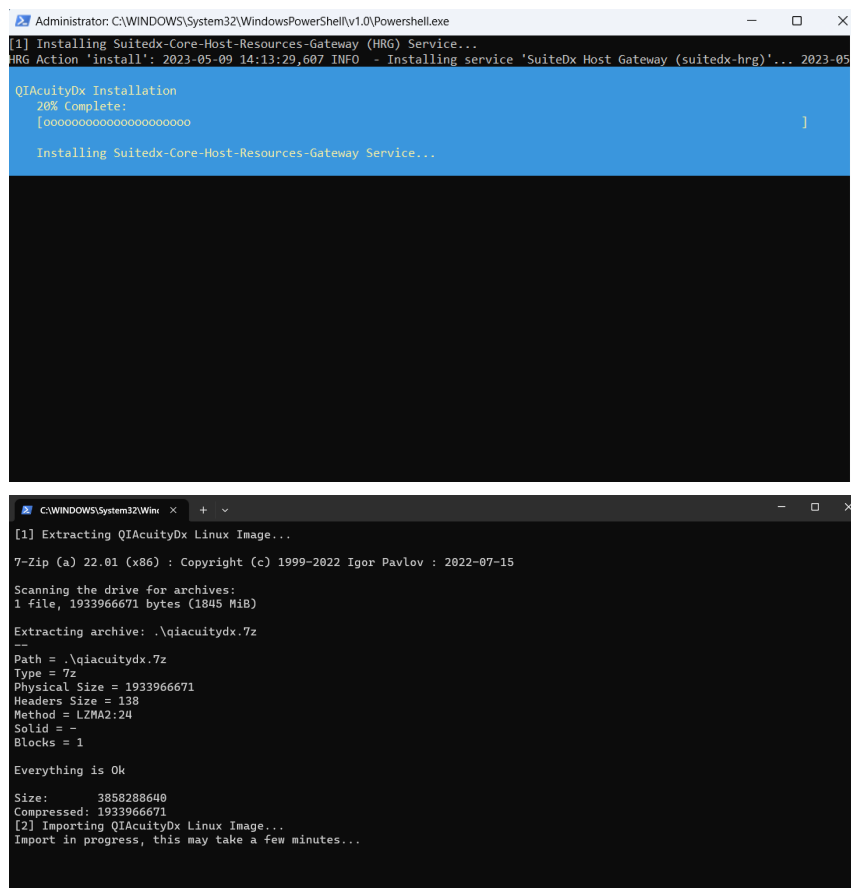 Administrator: C:\WINDOWS\System32\WindowsPowerShell\v1.0\Powershell.exe
[1] Installing Suitedx-Core-Host-Resources-Gateway (HRG) Service...
HRG Action 'install': 2023-05-09 14:13:29,607 INFO  - Installing service 'SuiteDx Host Gateway (suitedx-hrg)'... 2023-05
QIAcuityDx Installation
20% Complete:
[ooooooooooooooooooooo ]
Installing Suitedx-Core-Host-Resources-Gateway Service...
C:\WINDOWS\System32\Wind
[1] Extracting QIAcuityDx Linux Image...
7-Zip (a) 22.01 (x86) : Copyright (c) 1999-2022 Igor Pavlov : 2022-07-15
Scanning the drive for archives:
1 file, 1933966671 bytes (1845 MiB)
Extracting archive: .\qiacuitydx.7z
--
Path = .\qiacuitydx.7z
Type = 7z
Physical Size = 1933966671
Headers Size = 138
Method = LZMA2:24
Solid = -
Blocks = 1
Everything is Ok
Size:       3858288640
Compressed: 1933966671
[2] Importing QIAcuityDx Linux Image...
Import in progress, this may take a few minutes...